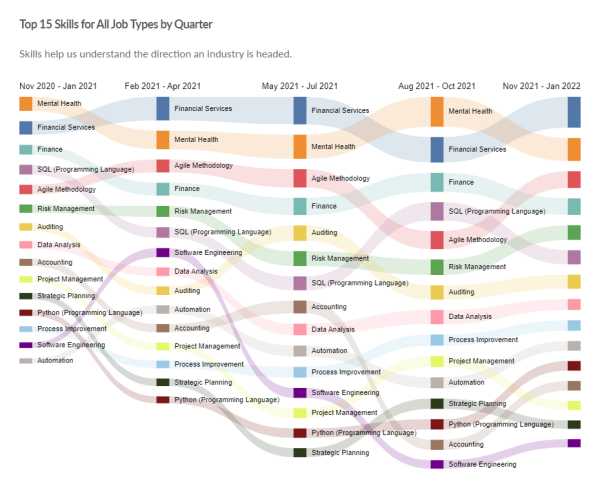 Top 15 Skills for All Job Types by Quarter
Skills help us understand the direction an industry is headed.
Nov 2020 - Jan 2021
Feb 2021 - Apr 2021
May 2021 - Jul 2021
Aug 2021 - Oct 2021
Nov 2021 - Jan 2022
Mental Health
Financial Services
Finance
SQL (Programming Language)
Agile Methodology
Risk Management
Auditing
Data Analysis
Accounting
Project Management
Strategic Planning
Python (Programming Language)
Process Improvement
Software Engineering
Automation
Financial Services
Mental Health
Agile Methodology
Finance
Risk Management
SQL (Programming Language)
Software Engineering
Data Analysis
Auditing
Automation
Accounting
Project Management
Process Improvement
Strategic Planning
Python (Programming Language)
Financial Services
Mental Health
Agile Methodology
Finance
Auditing
Risk Management
SQL (Programming Language)
Accounting
Data Analysis
Automation
Process Improvement
Software Engineering
Project Management
Python (Programming Language)
Strategic Planning
Mental Health
Financial Services
Finance
SQL (Programming Language)
Agile Methodology
Risk Management
Auditing
Data Analysis
Process Improvement
Project Management
Automation
Strategic Planning
Python (Programming Language)
Accounting
Software Engineering